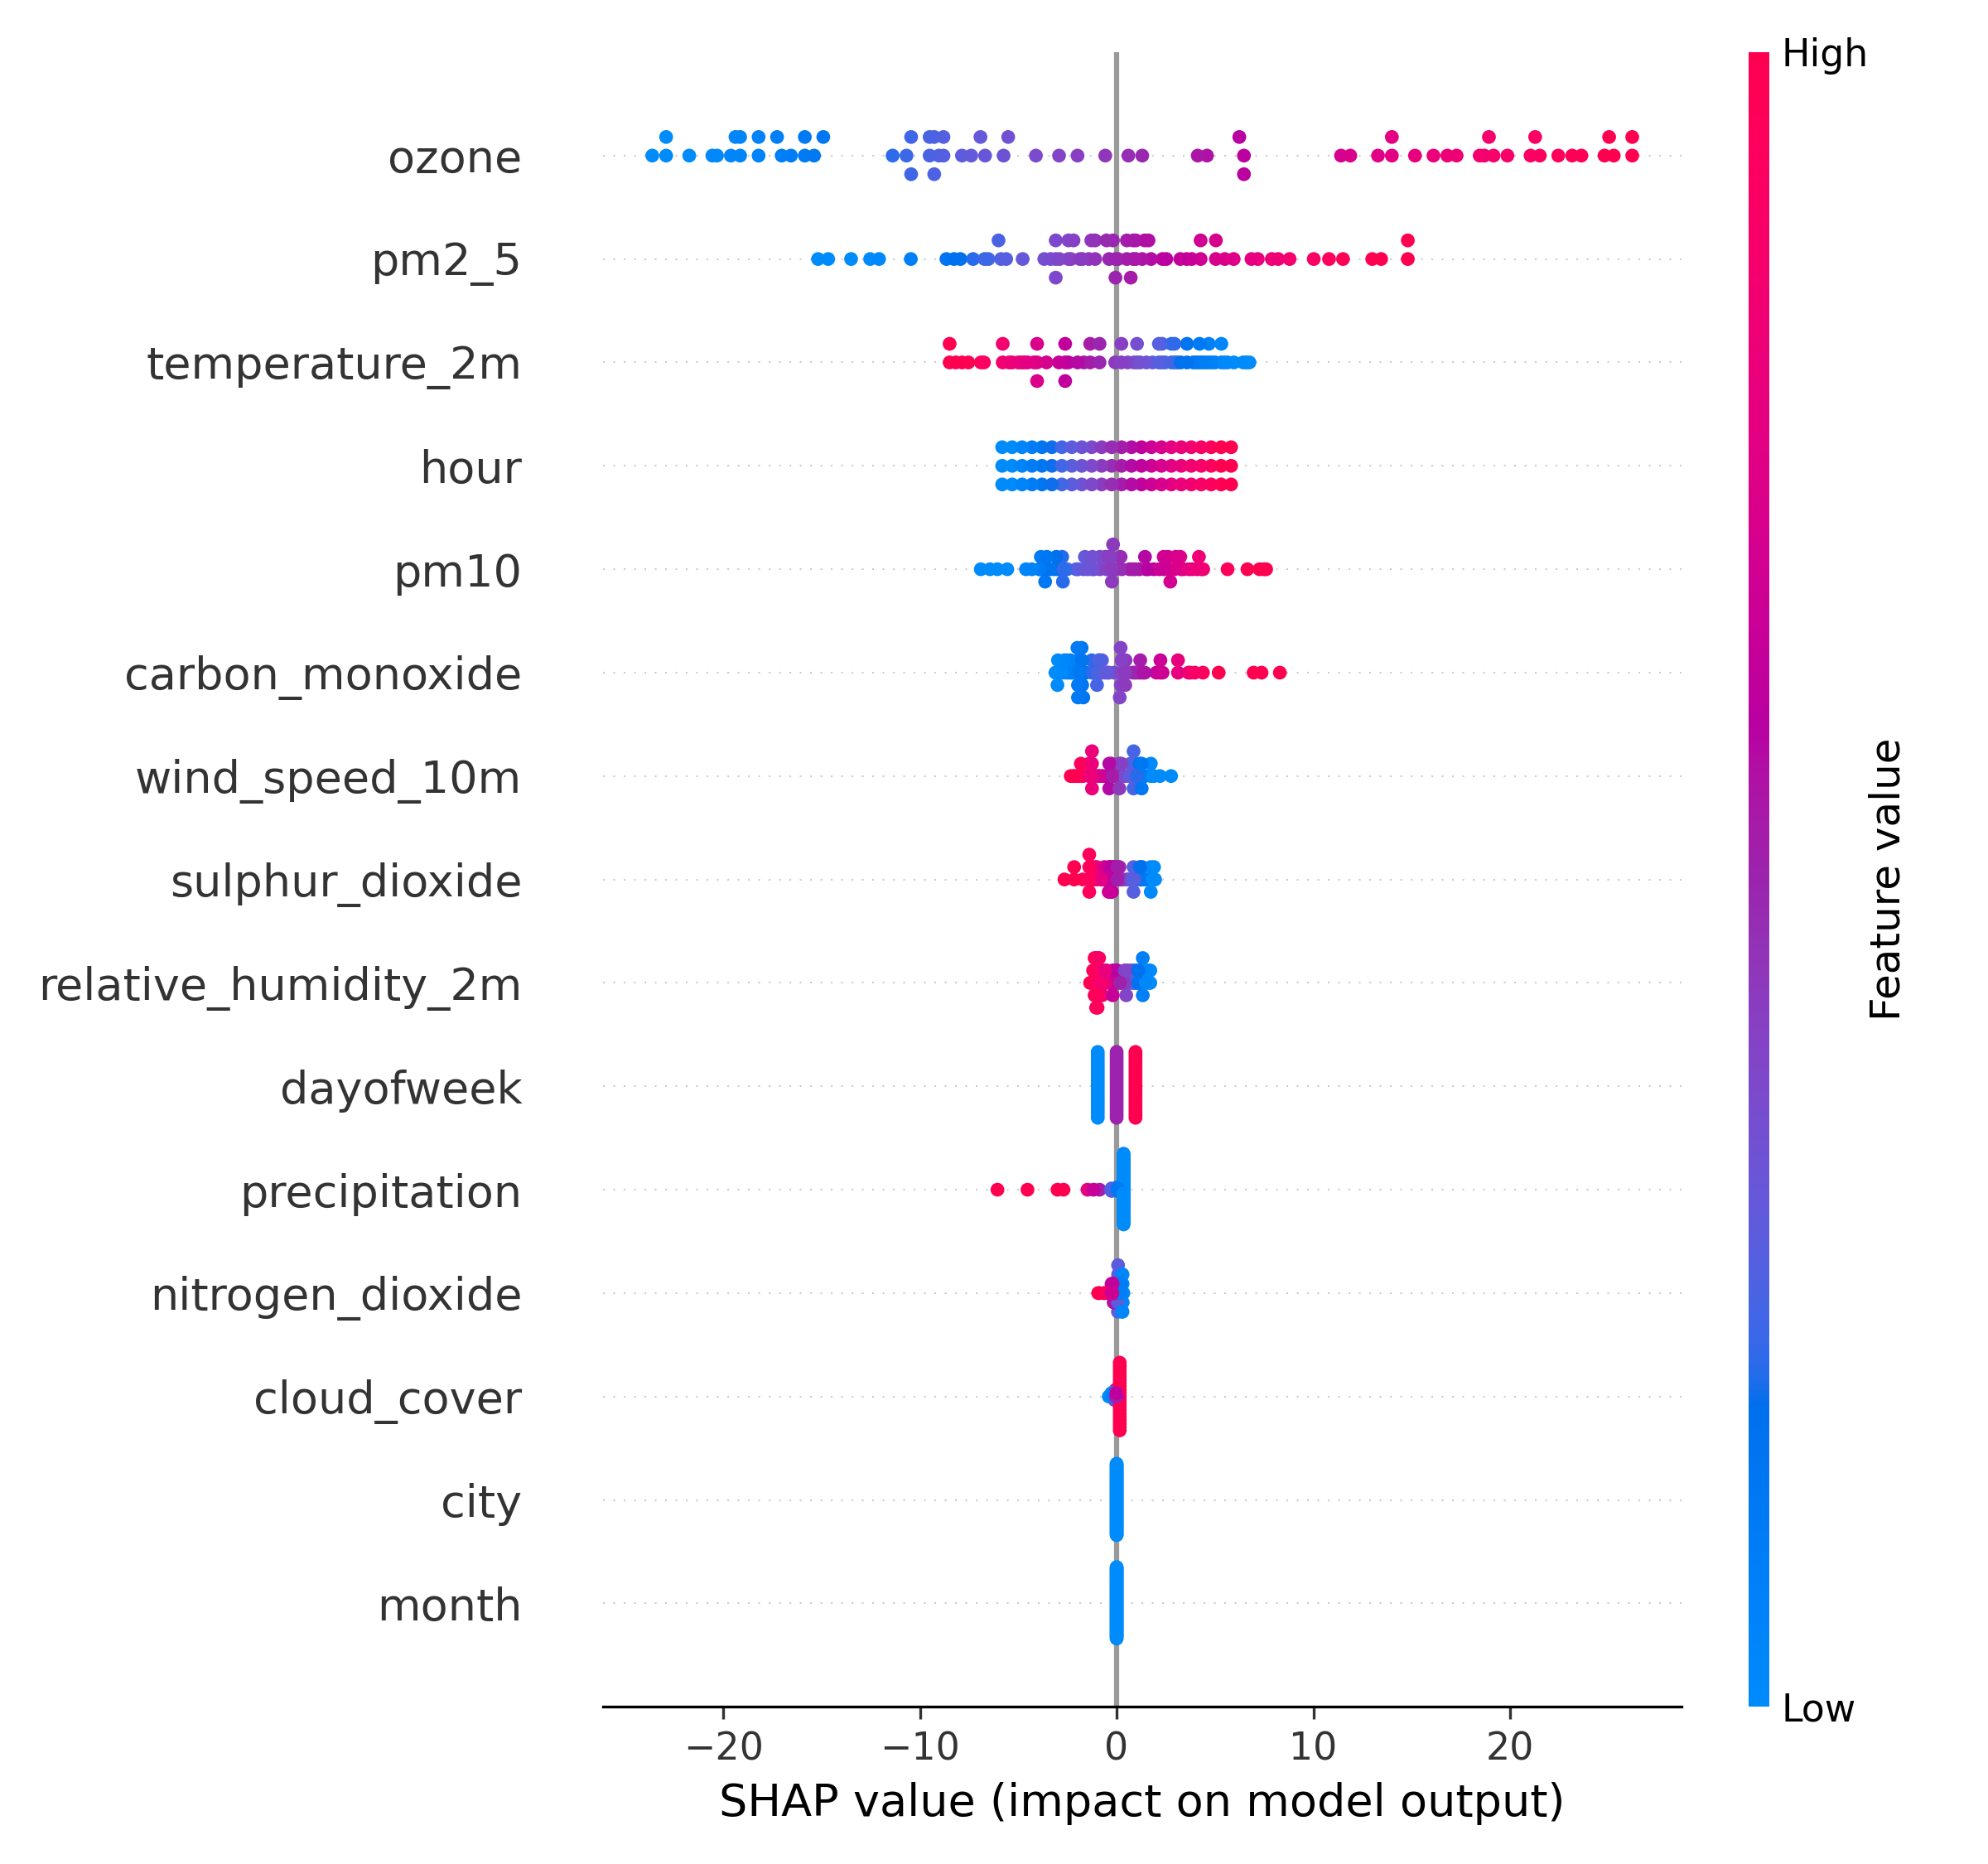 High
ozone
pm2_5
temperature_2m
hour
pm10
carbon_monoxide
wind_speed_10m
sulphur_dioxide
relative_humidity_2m
dayofweek
precipitation
nitrogen_dioxide
cloud_cover
city
month
Feature value
Low
−20 −10 0 10 20
SHAP value (impact on model output)